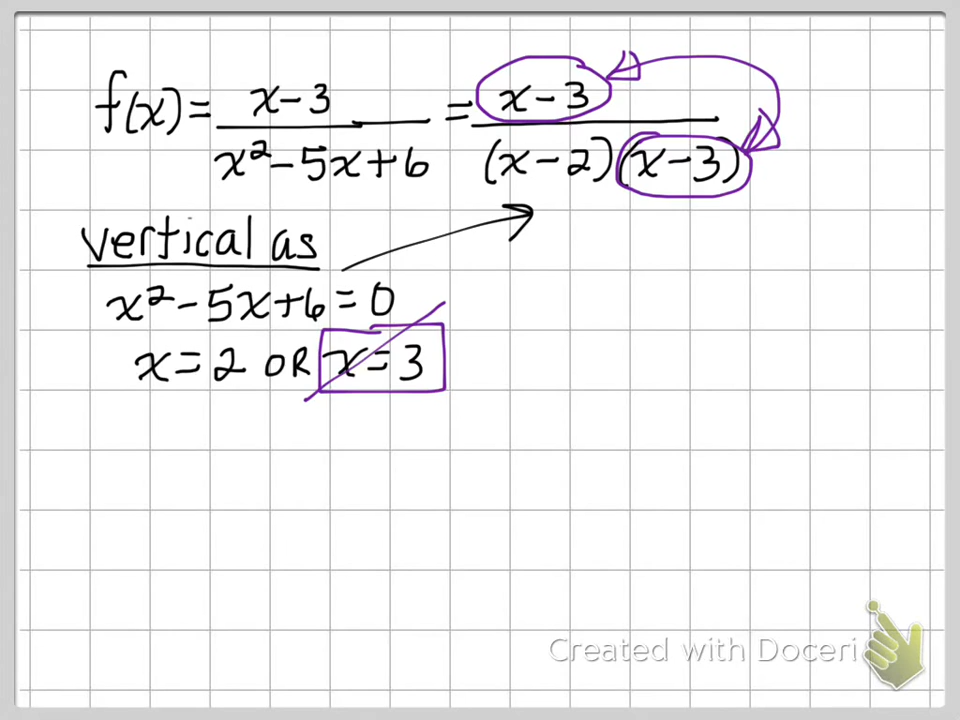 f(x) = x-3 / x²-5x+6 = x-3 / (x-2)(x-3)
vertical as
x²-5x+6 = 0
x = 2 OR x = 3
Created with Doceri